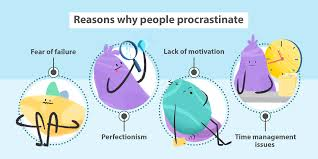 Reasons why people procrastinate
Fear of failure
Lack of motivation
Perfectionism
Time management
issues